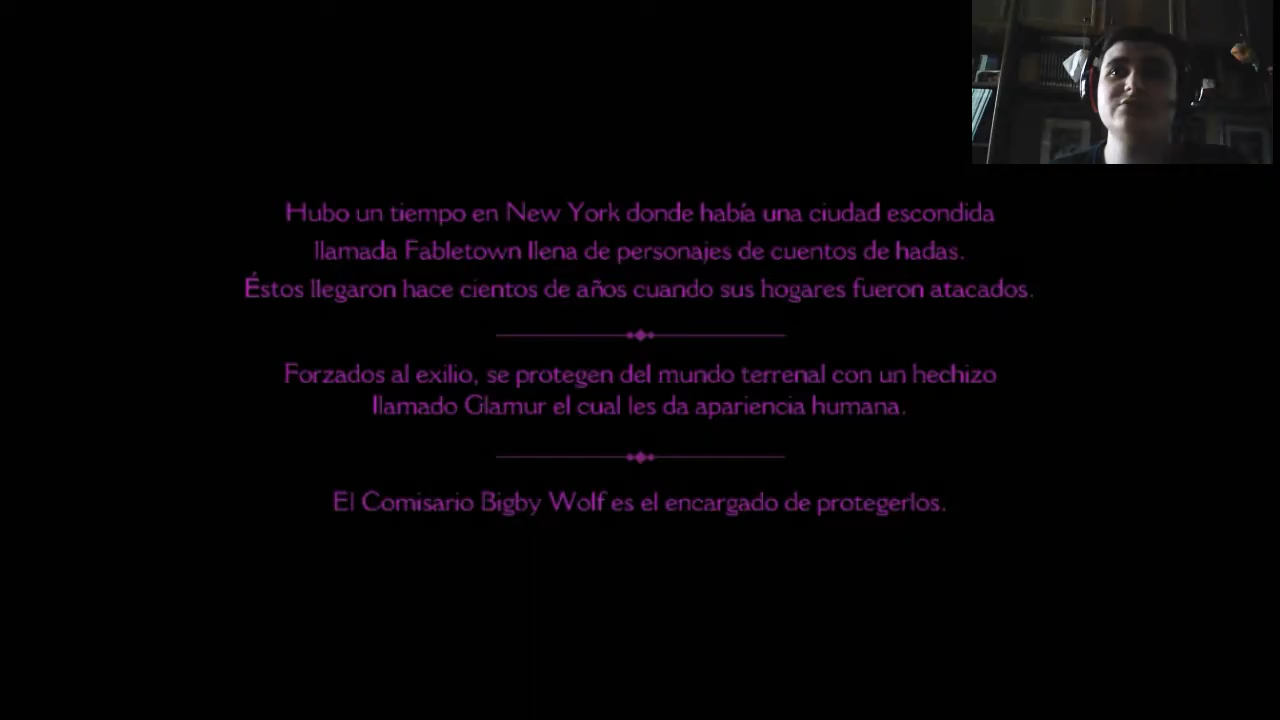 Hubo un tiempo en New York donde había una ciudad escondida
llamada Fabletown llena de personajes de cuentos de hadas.
Éstos llegaron hace cientos de años cuando sus hogares fueron atacados.
Forzados al exilio, se protegen del mundo terrenal con un hechizo
llamado Glamur el cual les da apariencia humana.
El Comisario Bigby Wolf es el encargado de protegerlos.